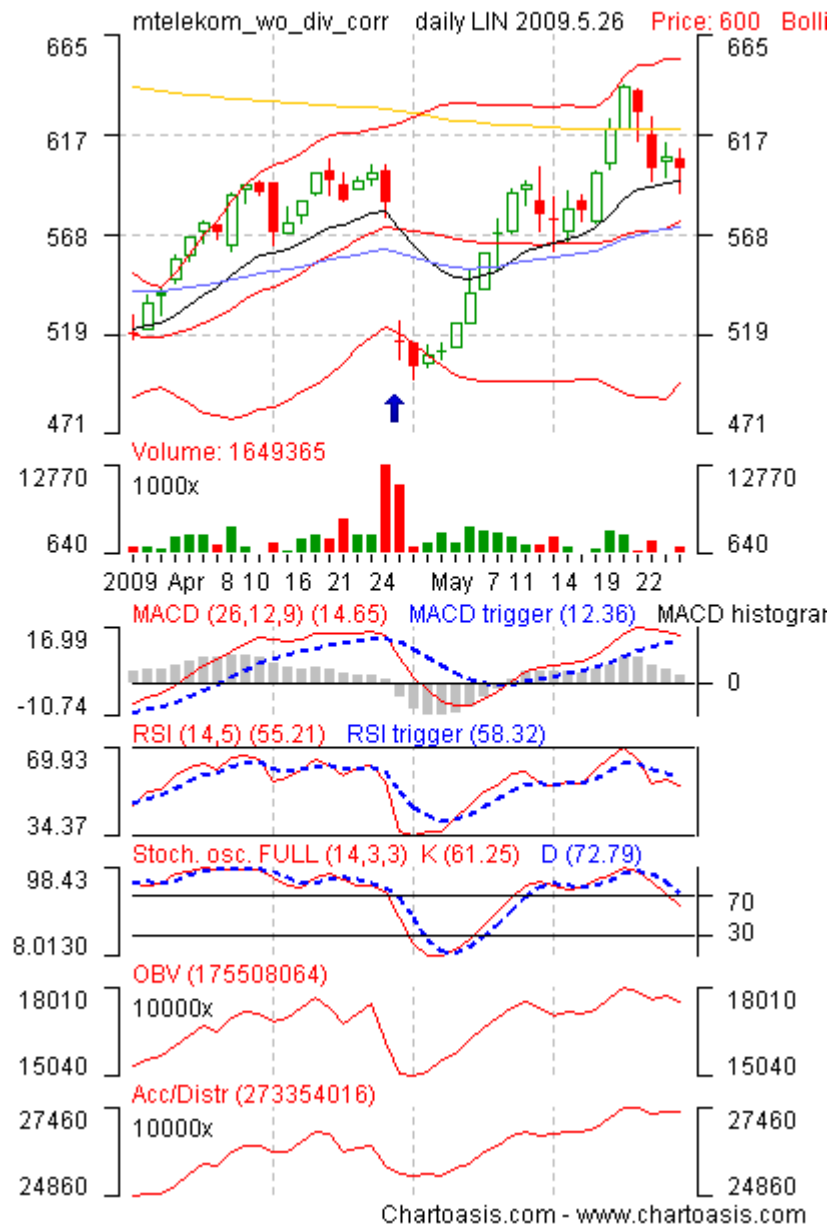 mtelekom_wo_div_corr daily LIN 2009.5.26 Price: 600 Bolli
665 665
617 617
568 568
519 519
471 471
Volume: 1649365
12770 1000x 12770
640 640
2009 Apr 8 10 16 21 24 May 7 11 14 19 22
MACD (26,12,9) (14.65) MACD trigger (12.36) MACD histogran
16.99
0
-10.74
RSI (14,5) (55.21) RSI trigger (58.32)
69.93
34.37
Stoch. osc. FULL (14,3,3) K (61.25) D (72.79)
98.43
70
30
8.0130
OBV (175508064)
18010 10000x 18010
15040 15040
Acc/Distr (273354016)
27460 10000x 27460
24860 24860
Chartoasis.com - www.chartoasis.com